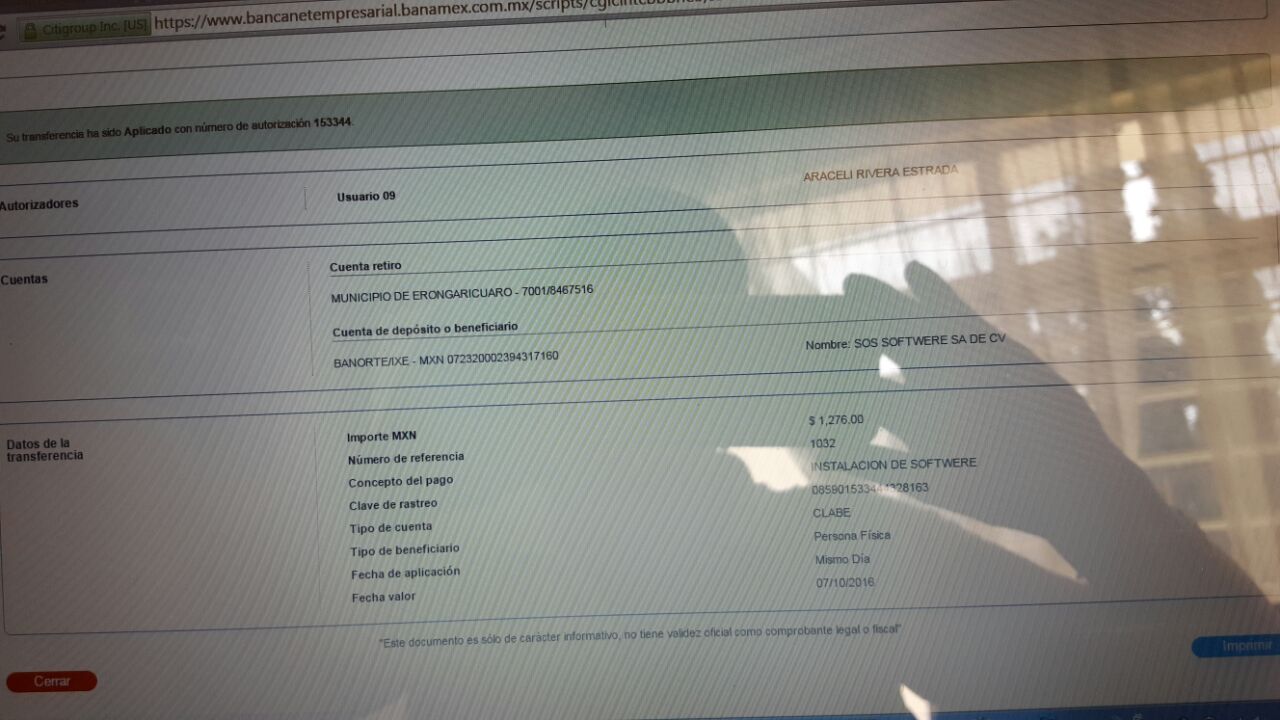 Citigroup Inc. [US] https://www.bancanetempresarial.banamex.com.mx/scripts/
Su transferencia ha sido Aplicado con número de autorización 153344.
Autorizadores
Usuario 09
ARACELI RIVERA ESTRADA
Cuentas
Cuenta retiro
MUNICIPIO DE ERONGARICUARO - 7001/8467516
Cuenta de depósito o beneficiario
BANORTE/IXE - MXN 072320002394317160
Nombre: SOS SOFTWERE SA DE CV
Datos de la
transferencia
Importe MXN
$ 1,276.00
Número de referencia
1032
Concepto del pago
INSTALACION DE SOFTWERE
Clave de rastreo
Tipo de cuenta
CLABE
Tipo de beneficiario
Persona Física
Fecha de aplicación
Mismo Día
Fecha valor
07/10/2016
"Este documento es sólo de carácter informativo, no tiene validez oficial como comprobante legal o fiscal"
Imprimir
Cerrar